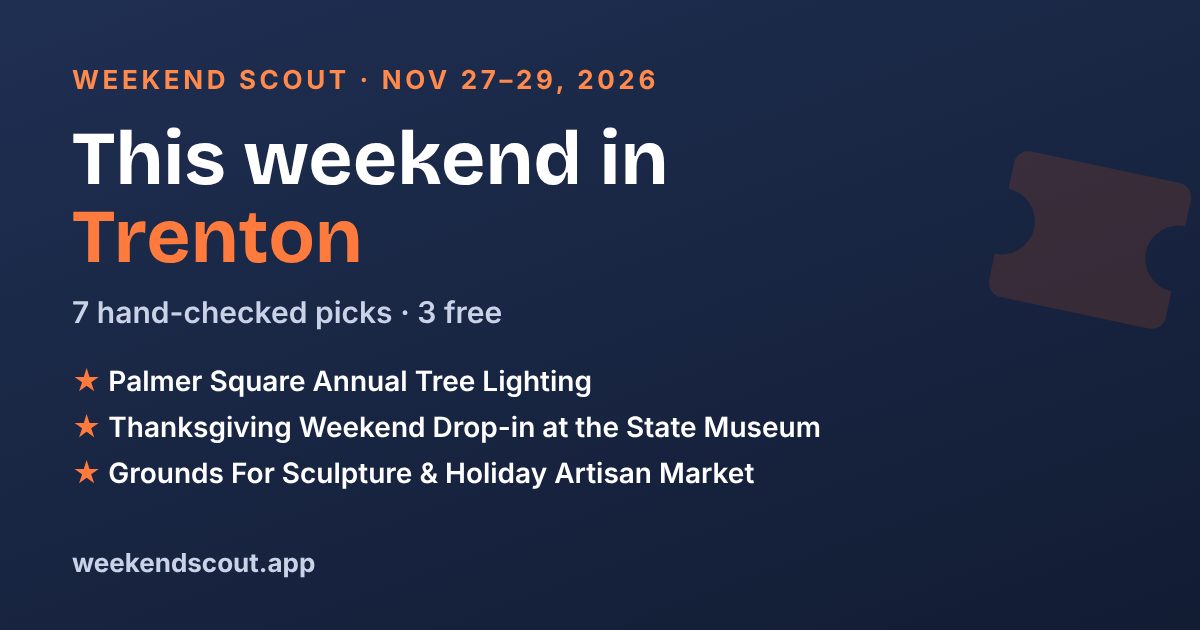 WEEKEND SCOUT · NOV 27–29, 2026
This weekend in
Trenton
7 hand-checked picks · 3 free
★ Palmer Square Annual Tree Lighting
★ Thanksgiving Weekend Drop-in at the State Museum
★ Grounds For Sculpture & Holiday Artisan Market
weekendscout.app